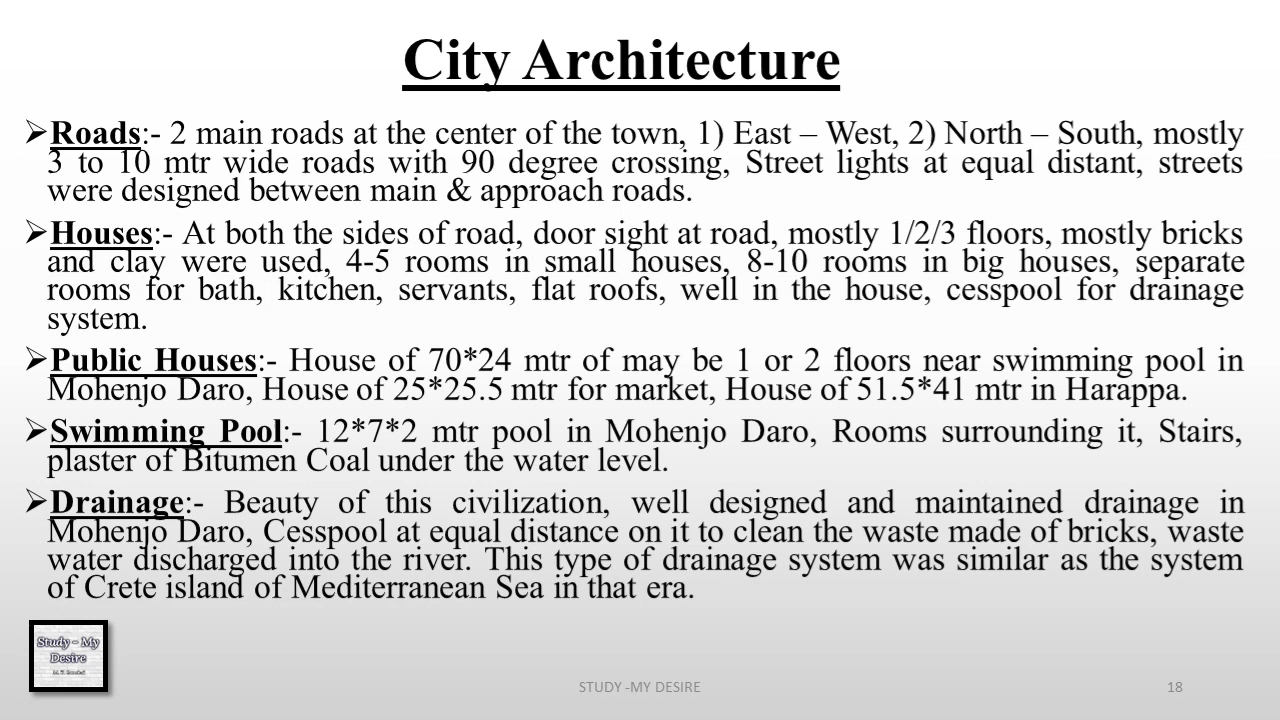 City Architecture
➢Roads:- 2 main roads at the center of the town, 1) East – West, 2) North – South, mostly
3 to 10 mtr wide roads with 90 degree crossing, Street lights at equal distant, streets
were designed between main & approach roads.
➢Houses:- At both the sides of road, door sight at road, mostly 1/2/3 floors, mostly bricks
and clay were used, 4-5 rooms in small houses, 8-10 rooms in big houses, separate
rooms for bath, kitchen, servants, flat roofs, well in the house, cesspool for drainage
system.
➢Public Houses:- House of 70*24 mtr of may be 1 or 2 floors near swimming pool in
Mohenjo Daro, House of 25*25.5 mtr for market, House of 51.5*41 mtr in Harappa.
➢Swimming Pool:- 12*7*2 mtr pool in Mohenjo Daro, Rooms surrounding it, Stairs,
plaster of Bitumen Coal under the water level.
➢Drainage:- Beauty of this civilization, well designed and maintained drainage in
Mohenjo Daro, Cesspool at equal distance on it to clean the waste made of bricks, waste
water discharged into the river. This type of drainage system was similar as the system
of Crete island of Mediterranean Sea in that era.
Study - My
Desire
STUDY -MY DESIRE
18